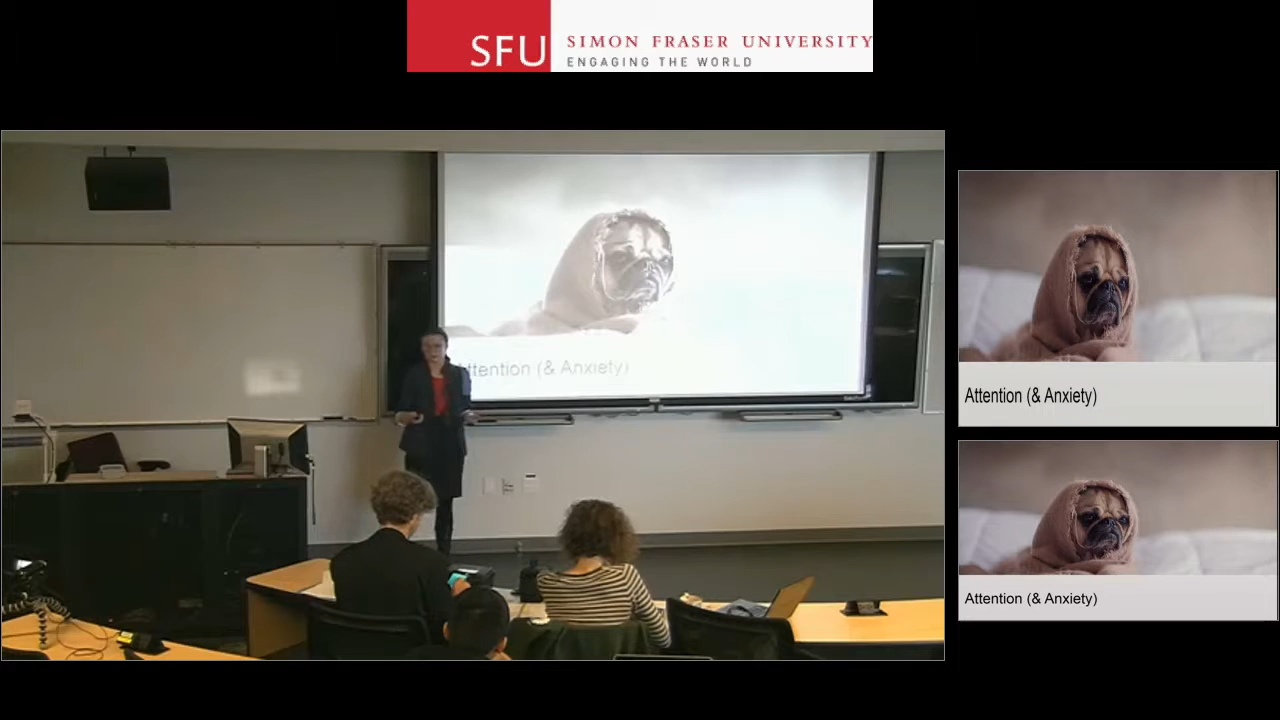 SFU
SIMON FRASER UNIVERSITY
ENGAGING THE WORLD
Attention (& Anxiety)
Attention (& Anxiety)
Attention (& Anxiety)